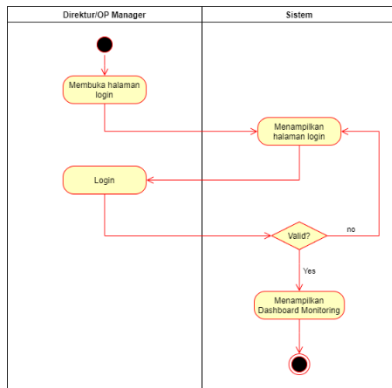 Direktur/OP Manager
Sistem
Membuka halaman
login
Menampilkan
halaman login
Login
Valid?
no
Yes
Menampilkan
Dashboard Monitoring